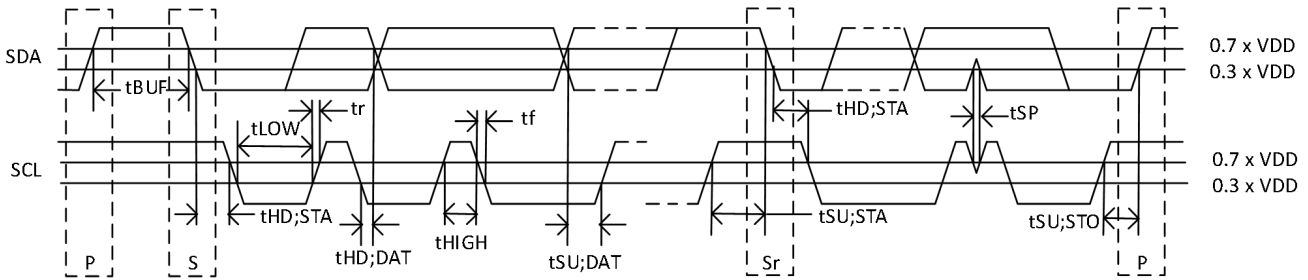 SDA
0.7 x VDD
0.3 x VDD
tBUF
tr
tf
tHD;STA
tSP
tLOW
SCL
0.7 x VDD
0.3 x VDD
tHD;STA
tHD;DAT
tHIGH
tSU;DAT
tSU;STA
tSU;STO
P
S
Sr
P